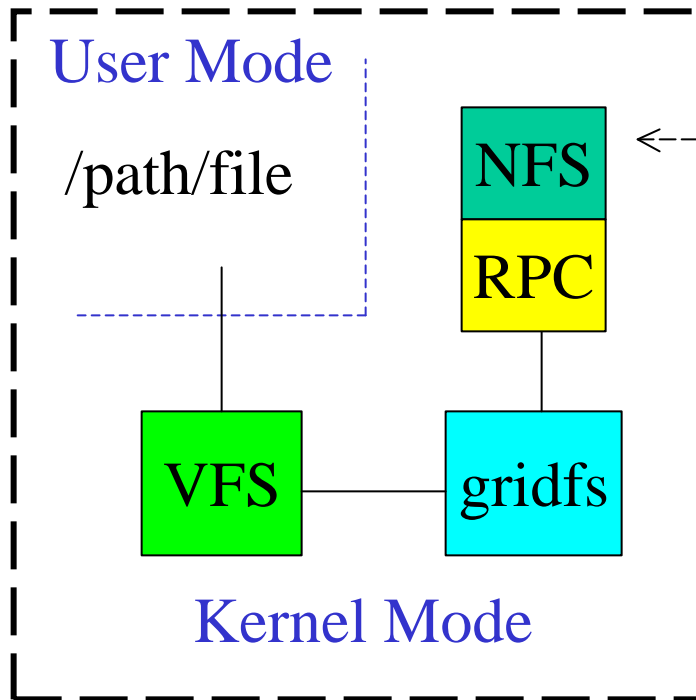 User Mode
/path/file
NFS
RPC
VFS
gridfs
Kernel Mode